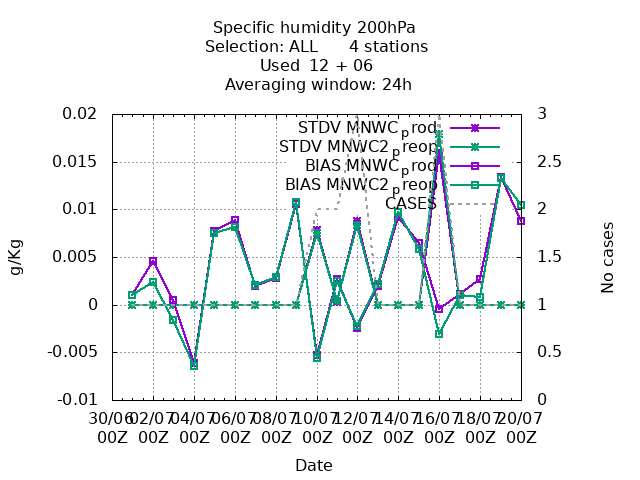 Specific humidity 200hPa
Selection: ALL 4 stations
Used 12 + 06
Averaging window: 24h
0.02
0.015
0.01
0.005
0
-0.005
-0.01
g/Kg
3
2.5
2
1.5
1
0.5
0
No cases
STDV MNWC_prod
STDV MNWC2_preop
BIAS MNWC_prod
BIAS MNWC2_preop
CASES
30/06 02/07 04/07 06/07 08/07 10/07 12/07 14/07 16/07 18/07 20/07
00Z 00Z 00Z 00Z 00Z 00Z 00Z 00Z 00Z 00Z 00Z
Date